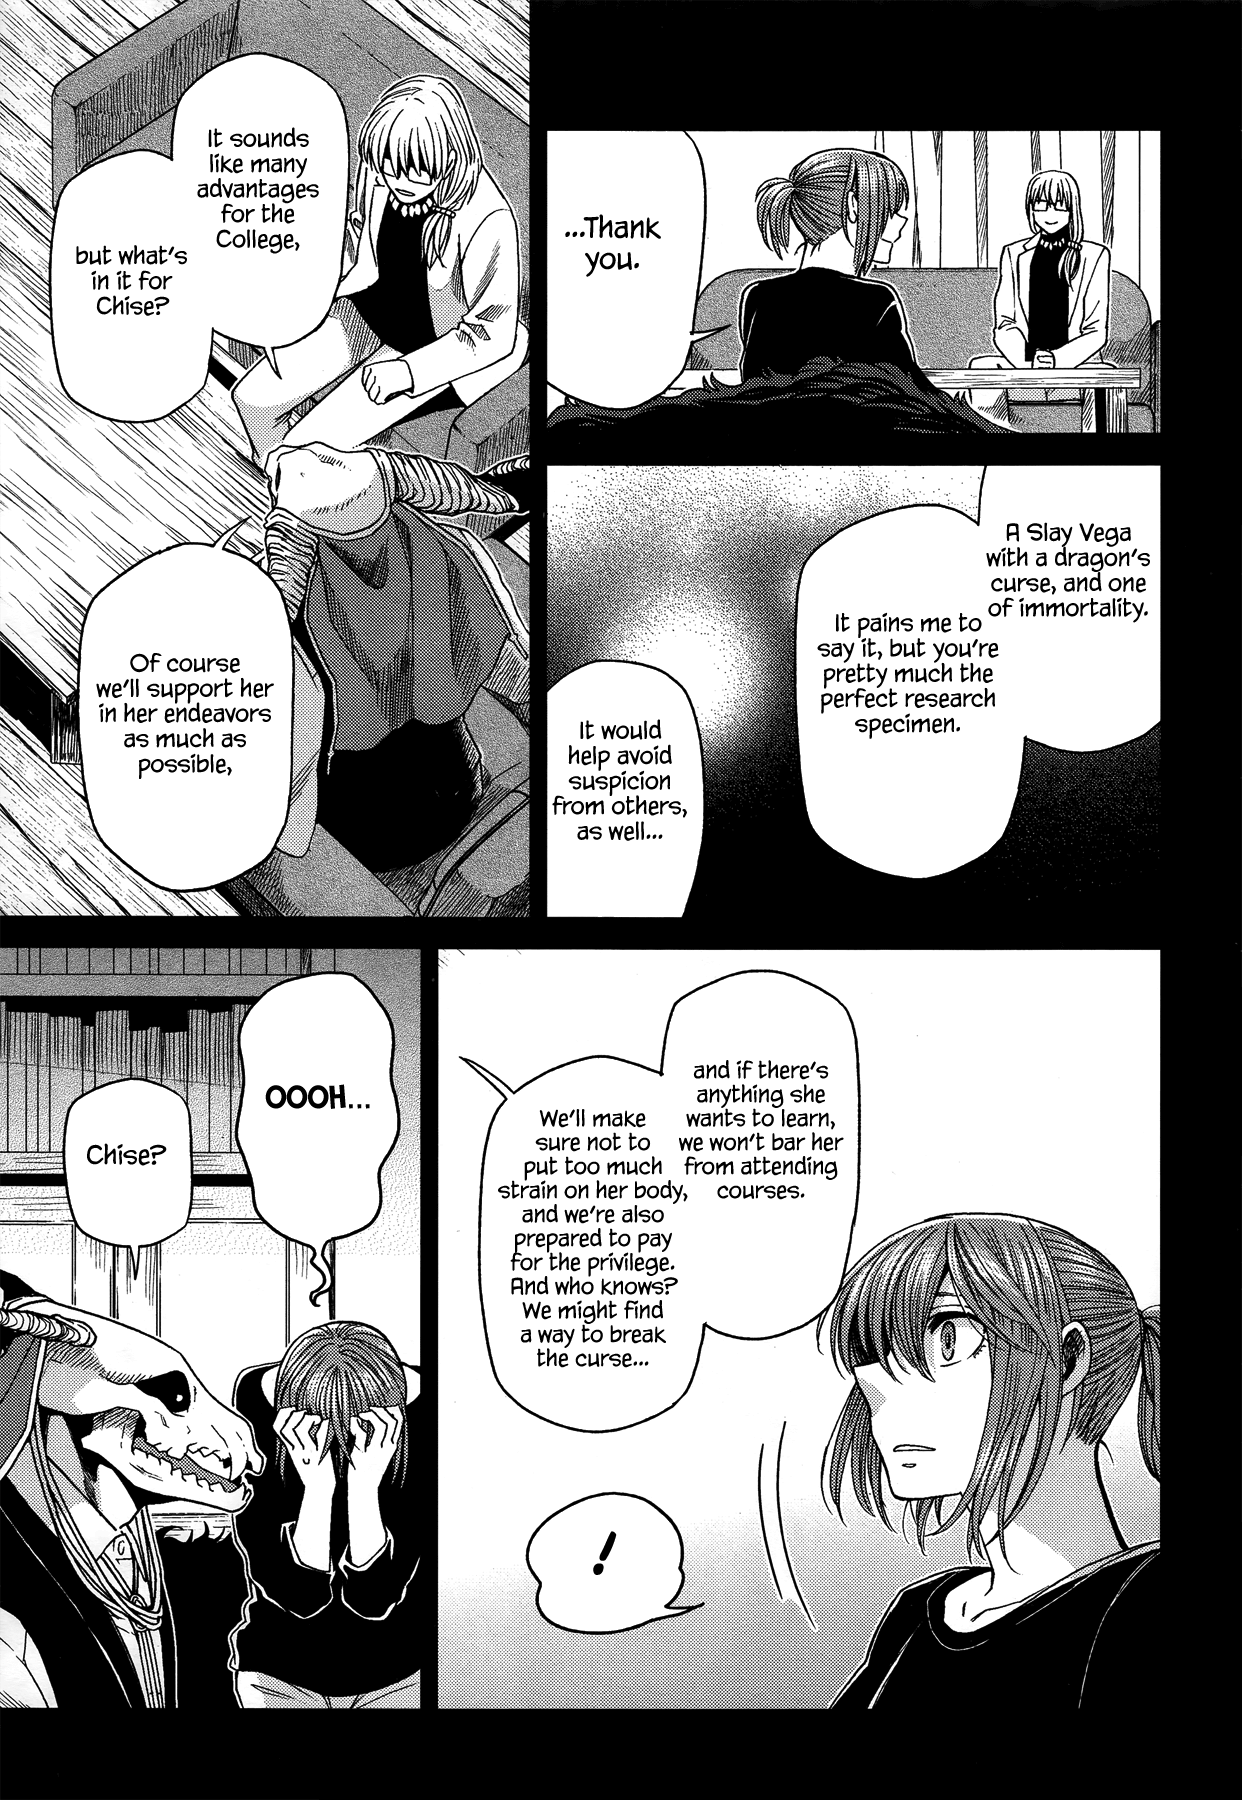 ...Thank
you.
A Slay Vega
with a dragon's
curse, and one
of immortality.
It pains me to
say it, but you're
pretty much the
perfect research
specimen.
It would
help avoid
suspicion
from others,
as well...
It sounds
like many
advantages
for the
College,
but what's
in it for
Chise?
Of course
we'll support her
in her endeavors
as much as
possible,
and if there's
anything she
wants to learn,
we won't bar her
from attending
courses.
We'll make
sure not to
put too much
strain on her body,
and we're also
prepared to pay
for the privilege.
And who knows?
We might find
a way to break
the curse...
!
OOOH...
Chise?